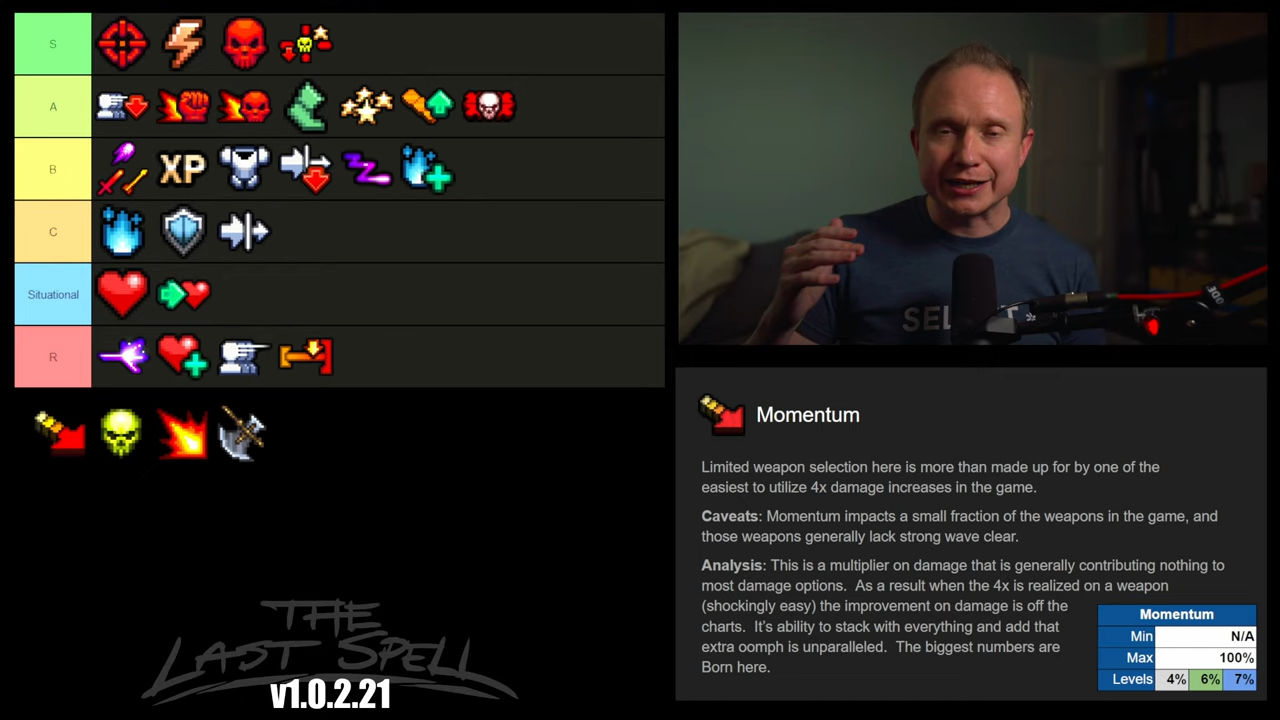 S
A
B
XP
C
Situational
R
SELECT
300
Momentum
Limited weapon selection here is more than made up for by one of the
easiest to utilize 4x damage increases in the game.
Caveats: Momentum impacts a small fraction of the weapons in the game, and
those weapons generally lack strong wave clear.
Analysis: This is a multiplier on damage that is generally contributing nothing to
most damage options. As a result when the 4x is realized on a weapon
(shockingly easy) the improvement on damage is off the
charts. It's ability to stack with everything and add that
extra oomph is unparalleled. The biggest numbers are
Born here.
Momentum
Min N/A
Max 100%
Levels 4% 6% 7%
THE
LAST SPELL
v1.0.2.21